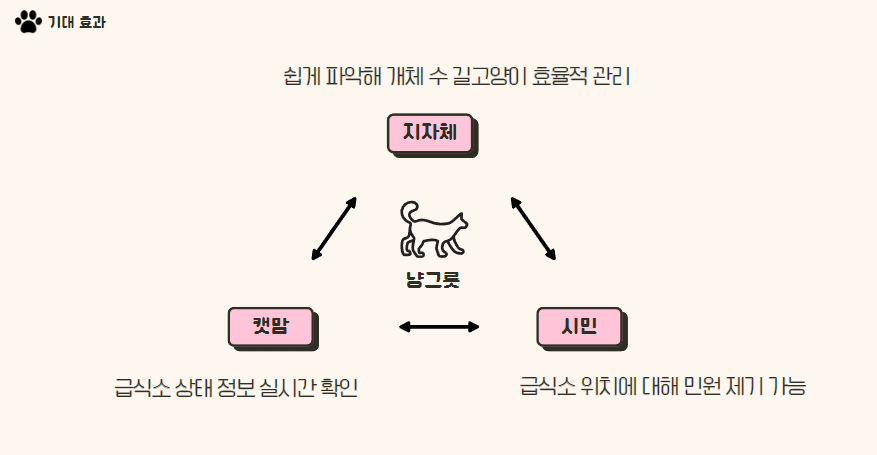 기대 효과
쉽게 파악해 개체 수 길고양이 효율적 관리
지자체
냥그릇
캣맘
시민
급식소 상태 정보 실시간 확인
급식소 위치에 대해 민원 제기 가능